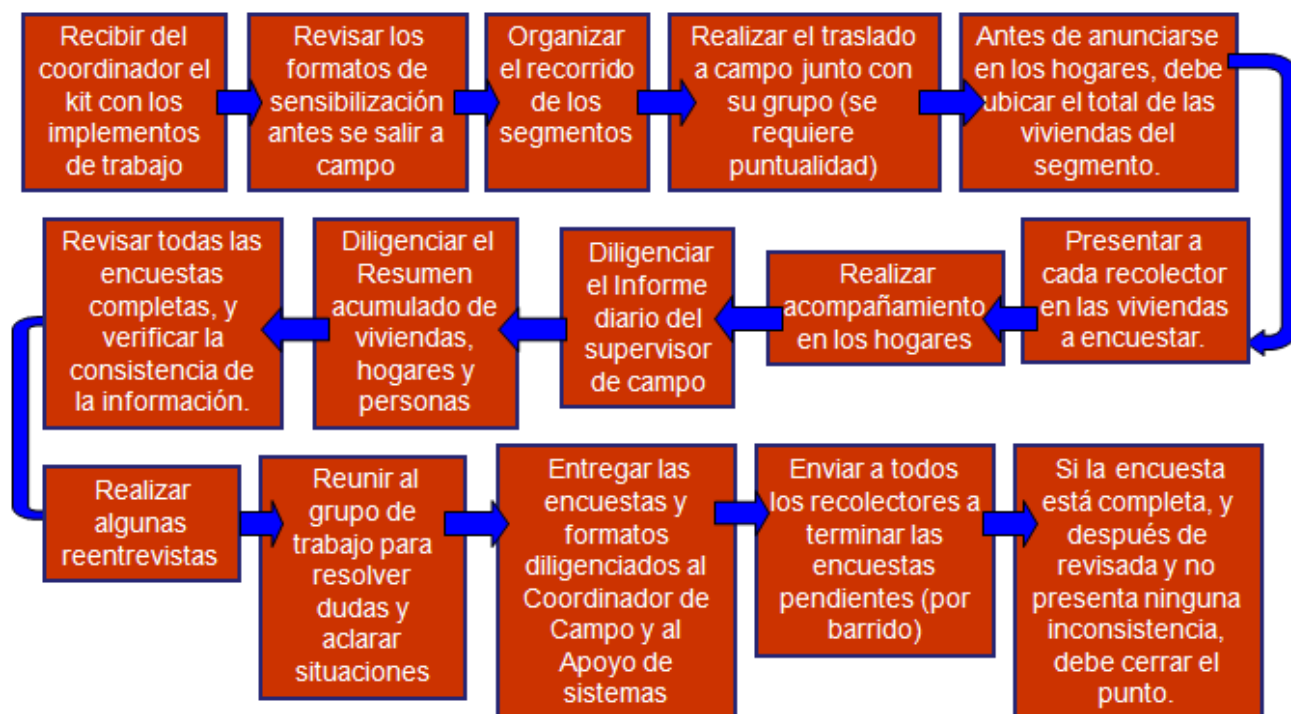 Recibir del
coordinador el
kit con los
implementos
de trabajo
Revisar los
formatos de
sensibilización
antes se salir a
campo
Organizar
el recorrido
de los
segmentos
Realizar el traslado
a campo junto con
su grupo (se
requiere
puntualidad)
Antes de anunciarse
en los hogares, debe
ubicar el total de las
viviendas del
segmento.
Presentar a
cada recolector
en las viviendas
a encuestar.
Realizar
acompañamiento
en los hogares
Diligenciar
el Informe
diario del
supervisor
de campo
Diligenciar el
Resumen
acumulado de
viviendas,
hogares y
personas
Revisar todas las
encuestas
completas, y
verificar la
consistencia de
la información.
Realizar
algunas
reentrevistas
Reunir al
grupo de
trabajo para
resolver
dudas y
aclarar
situaciones
Entregar las
encuestas y
formatos
diligenciados al
Coordinador de
Campo y al
Apoyo de
sistemas
Enviar a todos
los recolectores a
terminar las
encuestas
pendientes (por
barrido)
Si la encuesta
está completa, y
después de
revisada y no
presenta ninguna
inconsistencia,
debe cerrar el
punto.